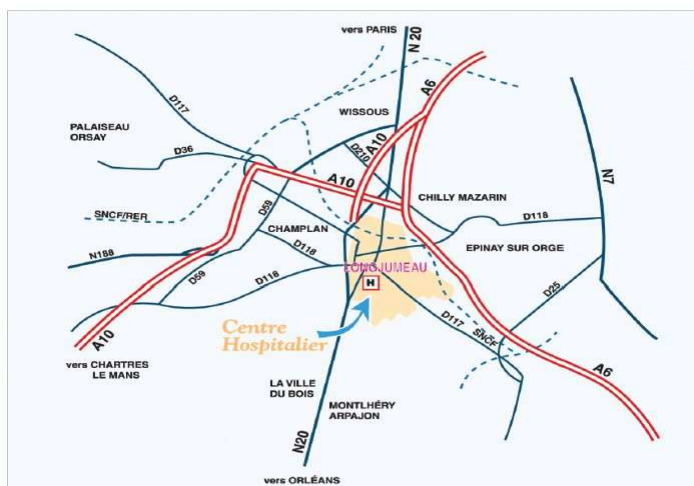 vers PARIS
N 20
A6
D117
WISSOUS
PALAISEAU
ORSAY
D36
D210
A10
A10
N7
CHILLY MAZARIN
SNCF/RER
D59
CHAMPLAN
D118
D118
EPINAY SUR ORGE
N188
LONGJUMEAU
D59
D118
H
D25
Centre
Hospitalier
D117
SNCF
A10
vers CHARTRES
LE MANS
A6
LA VILLE
DU BOIS
MONTLHÉRY
ARPAJON
N20
vers ORLÉANS